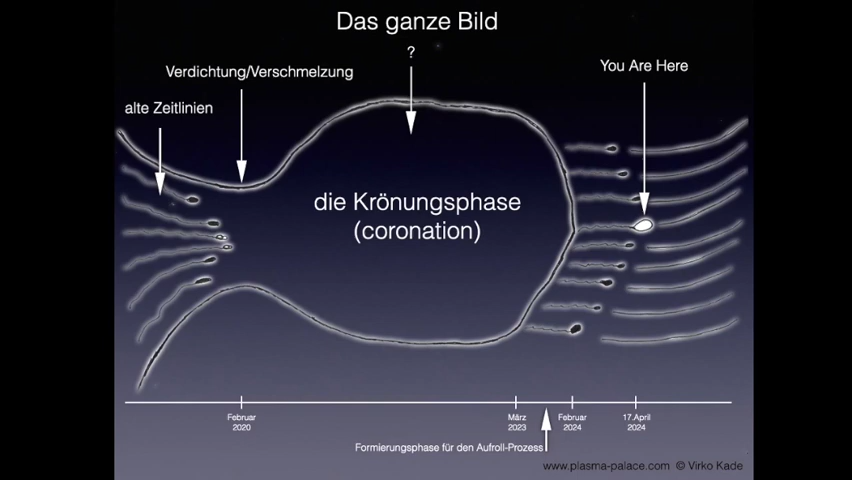 Das ganze Bild
?
Verdichtung/Verschmelzung
You Are Here
alte Zeitlinien
die Krönungsphase
(coronation)
Februar
2020
März
2023
Februar
2024
17.April
2024
Formierungsphase für den Aufroll-Prozess
www.plasma-palace.com © Virko Kade